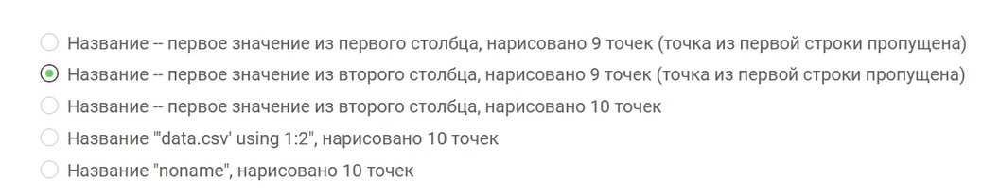 Название -- первое значение из первого столбца, нарисовано 9 точек (точка из первой строки пропущена)
Название -- первое значение из второго столбца, нарисовано 9 точек (точка из первой строки пропущена)
Название -- первое значение из второго столбца, нарисовано 10 точек
Название "'data.csv' using 1:2", нарисовано 10 точек
Название "noname", нарисовано 10 точек